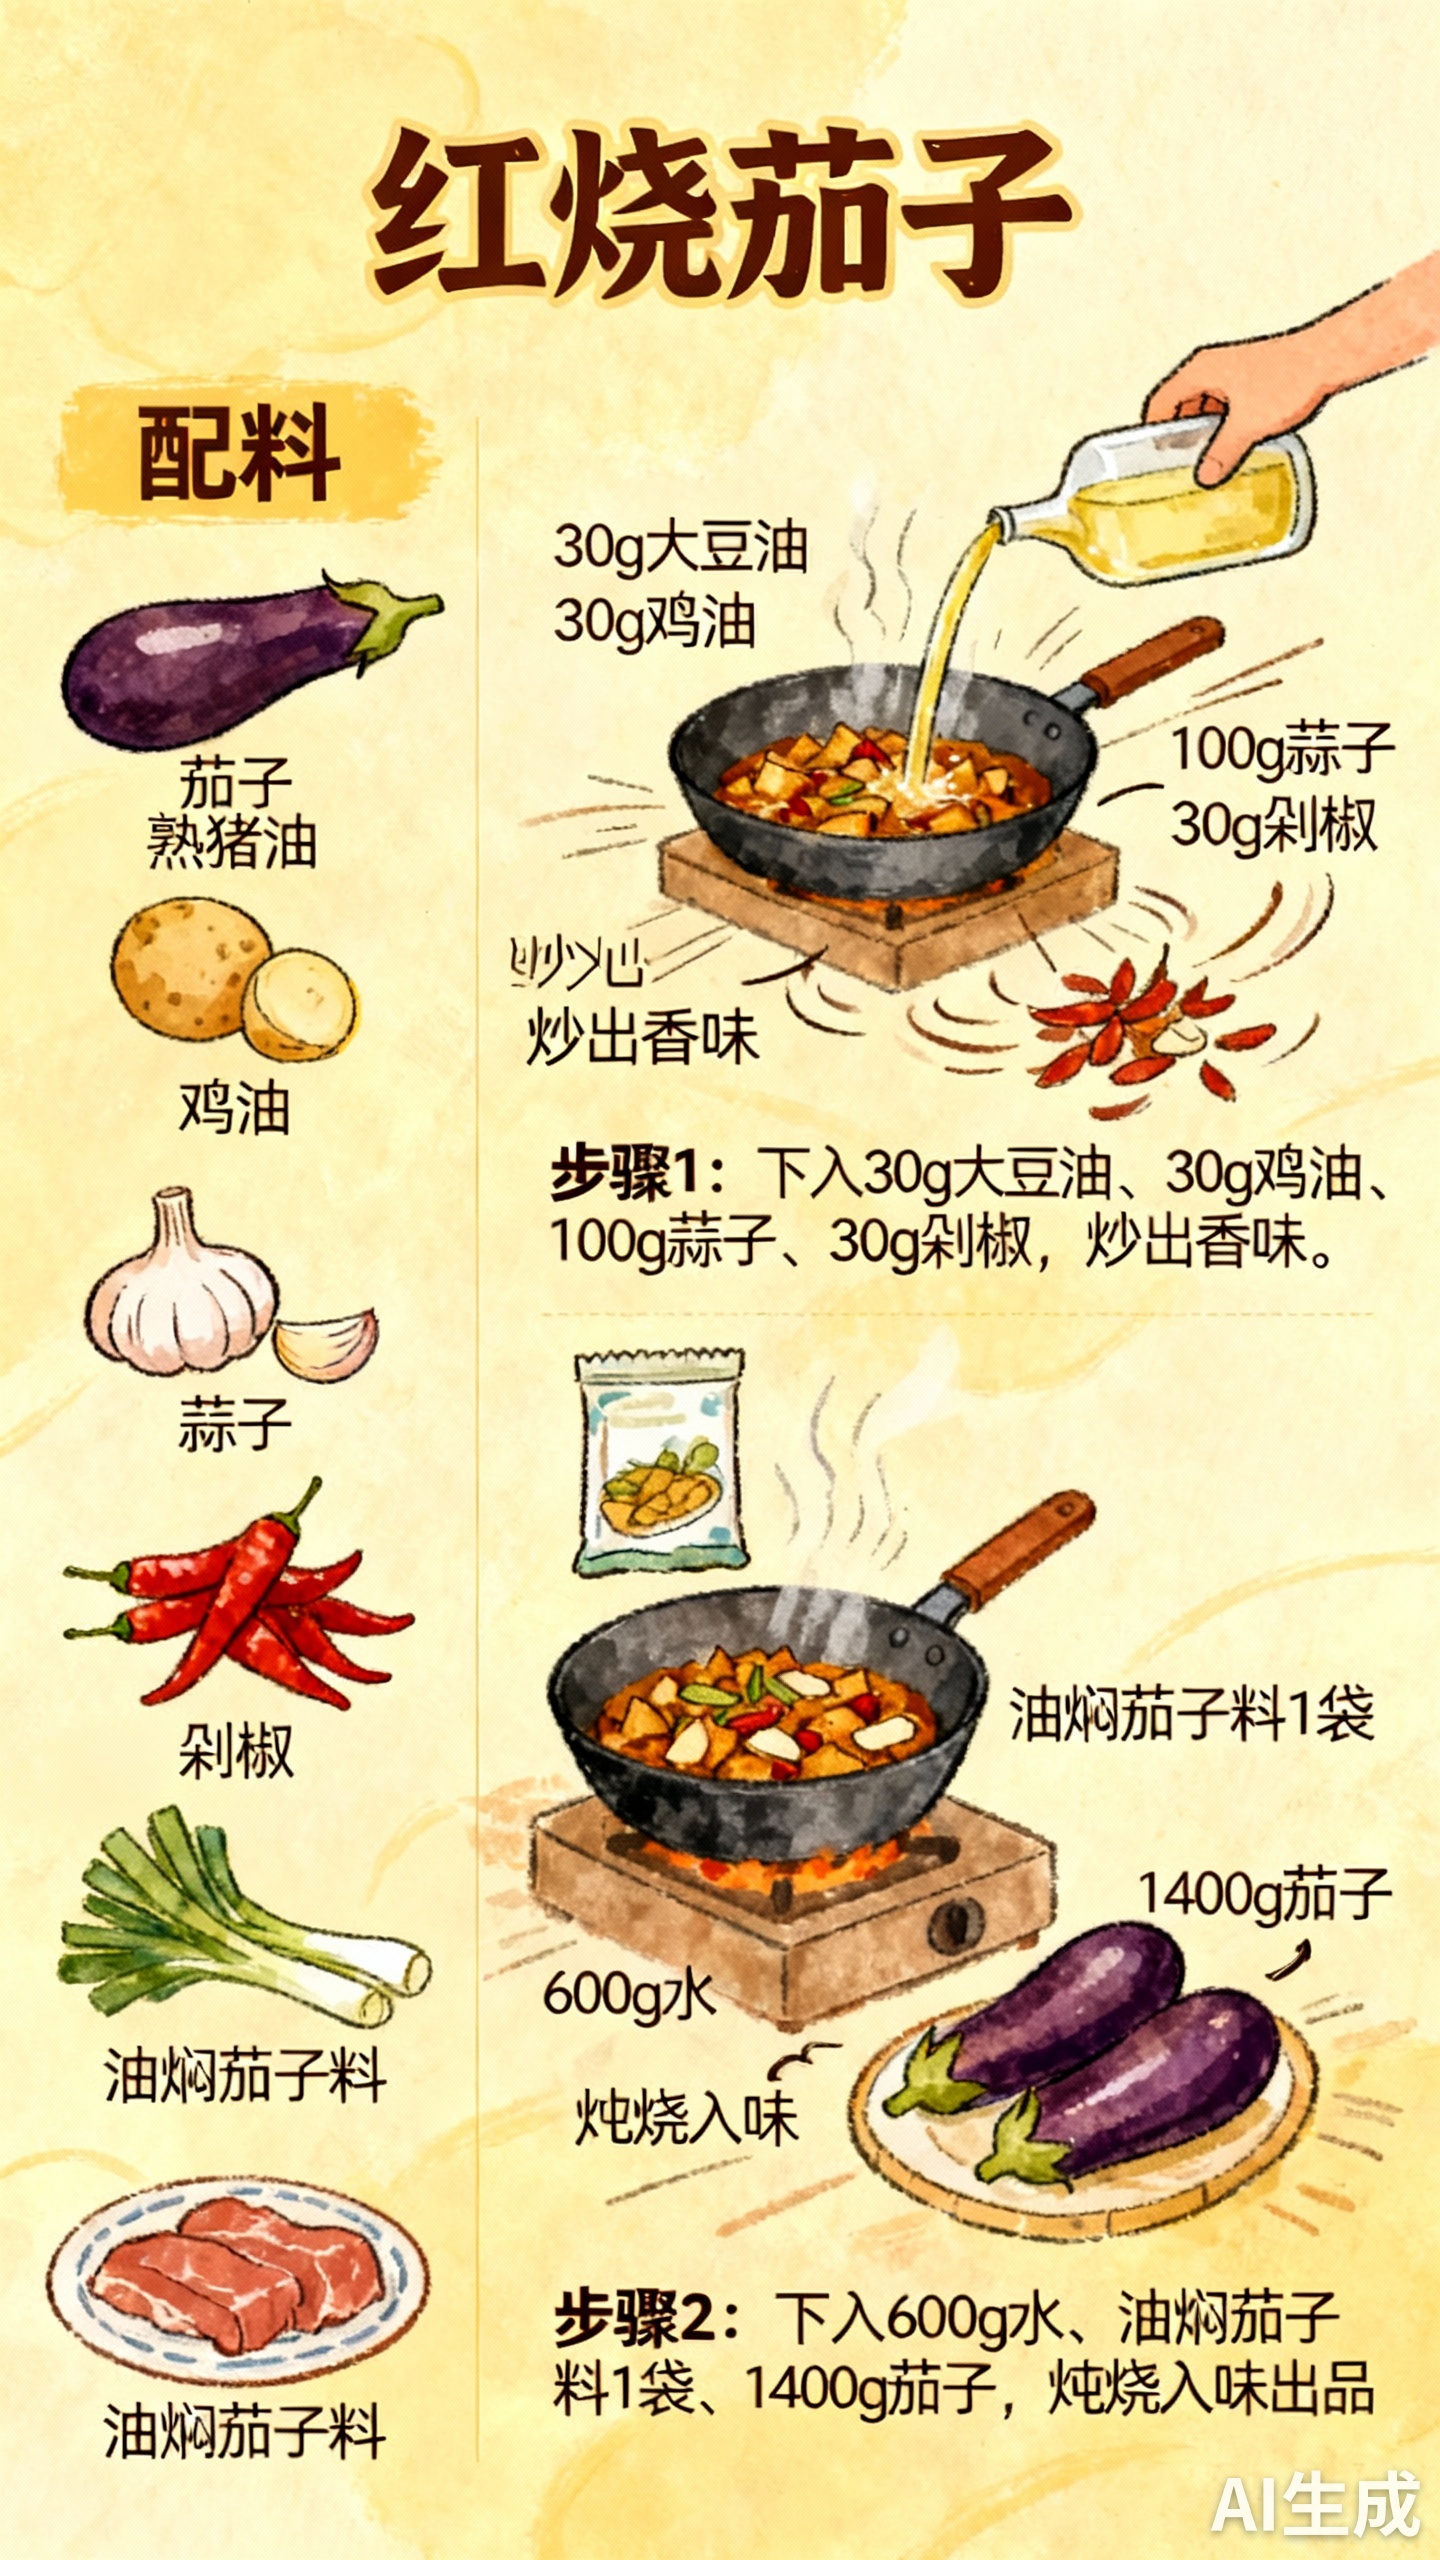 红烧茄子
配料
茄子
熟猪油
鸡油
蒜子
剁椒
油焖茄子料
油焖茄子料
30g大豆油
30g鸡油
100g蒜子
30g剁椒
炒出香味
步骤1：下入30g大豆油、30g鸡油、
100g蒜子、30g剁椒，炒出香味。
油焖茄子料1袋
1400g茄子
600g水
炖烧入味
步骤2：下入600g水、油焖茄子
料1袋、1400g茄子，炖烧入味出品
AI生成